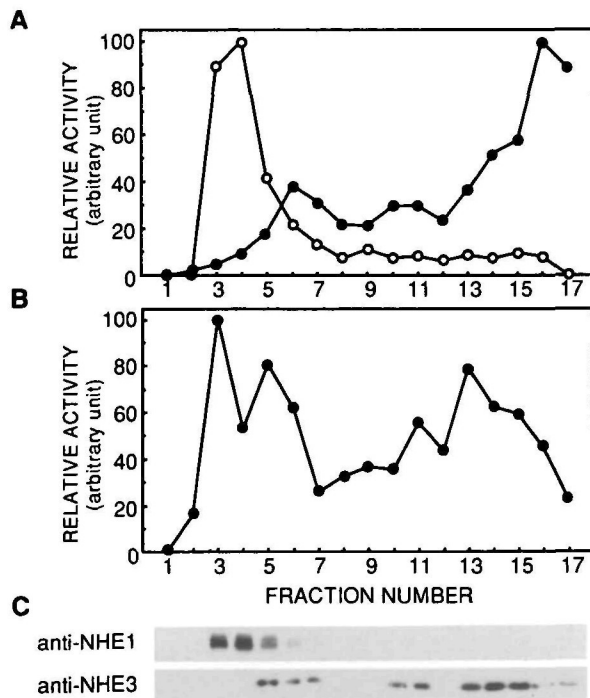 A
RELATIVE ACTIVITY
(arbitrary unit)
100
80
60
40
20
0
1 3 5 7 9 11 13 15 17
B
RELATIVE ACTIVITY
(arbitrary unit)
100
80
60
40
20
0
1 3 5 7 9 11 13 15 17
FRACTION NUMBER
C
anti-NHE1
anti-NHE3